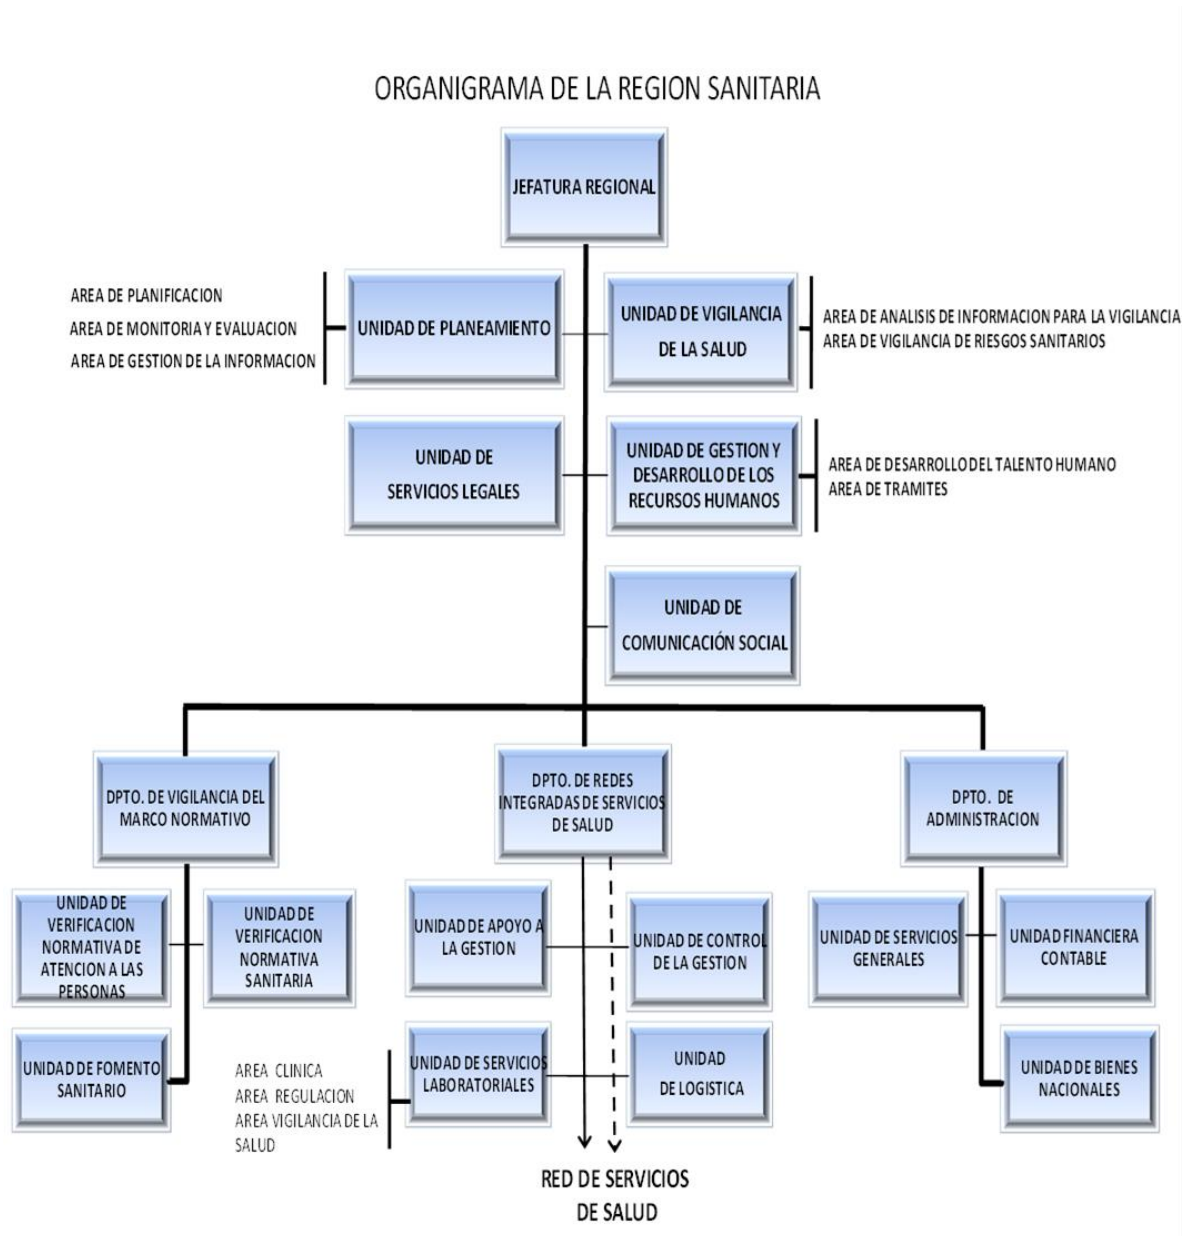 ORGANIGRAMA DE LA REGION SANITARIA
JEFATURA REGIONAL
AREA DE PLANIFICACION
AREA DE MONITORIA Y EVALUACION
AREA DE GESTION DE LA INFORMACION
UNIDAD DE PLANEAMIENTO
UNIDAD DE VIGILANCIA
DE LA SALUD
AREA DE ANALISIS DE INFORMACION PARA LA VIGILANCIA
AREA DE VIGILANCIA DE RIESGOS SANITARIOS
UNIDAD DE
SERVICIOS LEGALES
UNIDAD DE GESTION Y
DESARROLLO DE LOS
RECURSOS HUMANOS
AREA DE DESARROLLO DEL TALENTO HUMANO
AREA DE TRAMITES
UNIDAD DE
COMUNICACIÓN SOCIAL
DPTO. DE VIGILANCIA DEL
MARCO NORMATIVO
DPTO. DE REDES
INTEGRADAS DE SERVICIOS
DE SALUD
DPTO. DE
ADMINISTRACION
UNIDAD DE
VERIFICACION
NORMATIVA DE
ATENCION A LAS
PERSONAS
UNIDAD DE
VERIFICACION
NORMATIVA
SANITARIA
UNIDAD DE APOYO A
LA GESTION
UNIDAD DE CONTROL
DE LA GESTION
UNIDAD DE SERVICIOS
GENERALES
UNIDAD FINANCIERA
CONTABLE
UNIDAD DE FOMENTO
SANITARIO
AREA CLINICA
AREA REGULACIÓN
AREA VIGILANCIA DE LA
SALUD
UNIDAD DE SERVICIOS
LABORATORIALES
UNIDAD
DE LOGISTICA
UNIDAD DE BIENES
NACIONALES
RED DE SERVICIOS
DE SALUD